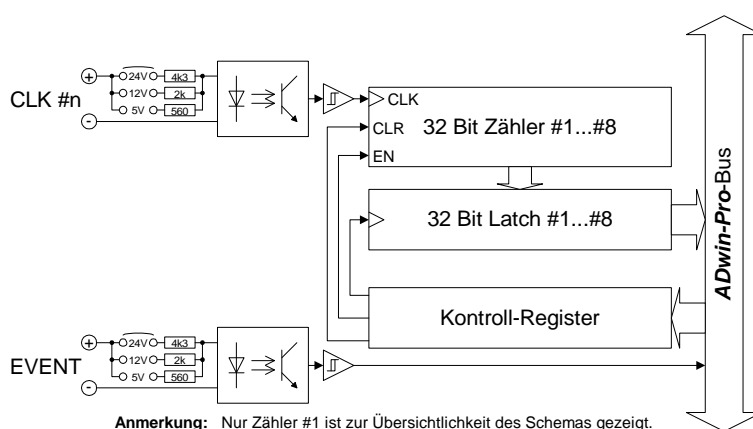 24V 4k3
12V 2k
5V 560
+
-
CLK #n
CLK
CLR
EN
32 Bit Zähler #1...#8
32 Bit Latch #1...#8
Kontroll-Register
ADwin-Pro-Bus
24V 4k3
12V 2k
5V 560
+
-
EVENT
Anmerkung: Nur Zähler #1 ist zur Übersichtlichkeit des Schemas gezeigt.